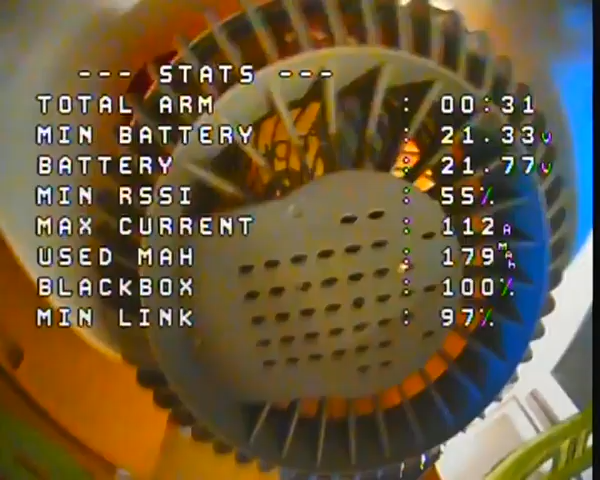 --- STATS ---
TOTAL ARM : 00:31
MIN BATTERY : 21.33V
BATTERY : 21.77V
MIN RSSI : 55%
MAX CURRENT : 112A
USED MAH : 179mAh
BLACKBOX : 100%
MIN LINK : 97%